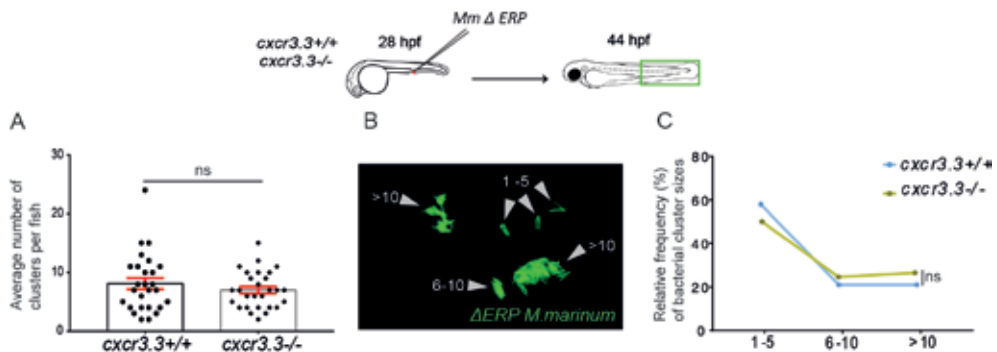 Mm Δ ERP
cxcr3.3+/+
cxcr3.3-/-
28 hpf
44 hpf
A
Average number of
clusters per fish
30
20
10
0
ns
cxcr3.3+/+
cxcr3.3-/-
B
>10
1 -5
>10
6-10
ΔERP M.marinum
C
Relative frequency (%)
of bacterial cluster sizes
80
60
40
20
0
cxcr3.3+/+
cxcr3.3-/-
ns
1-5
6-10
>10